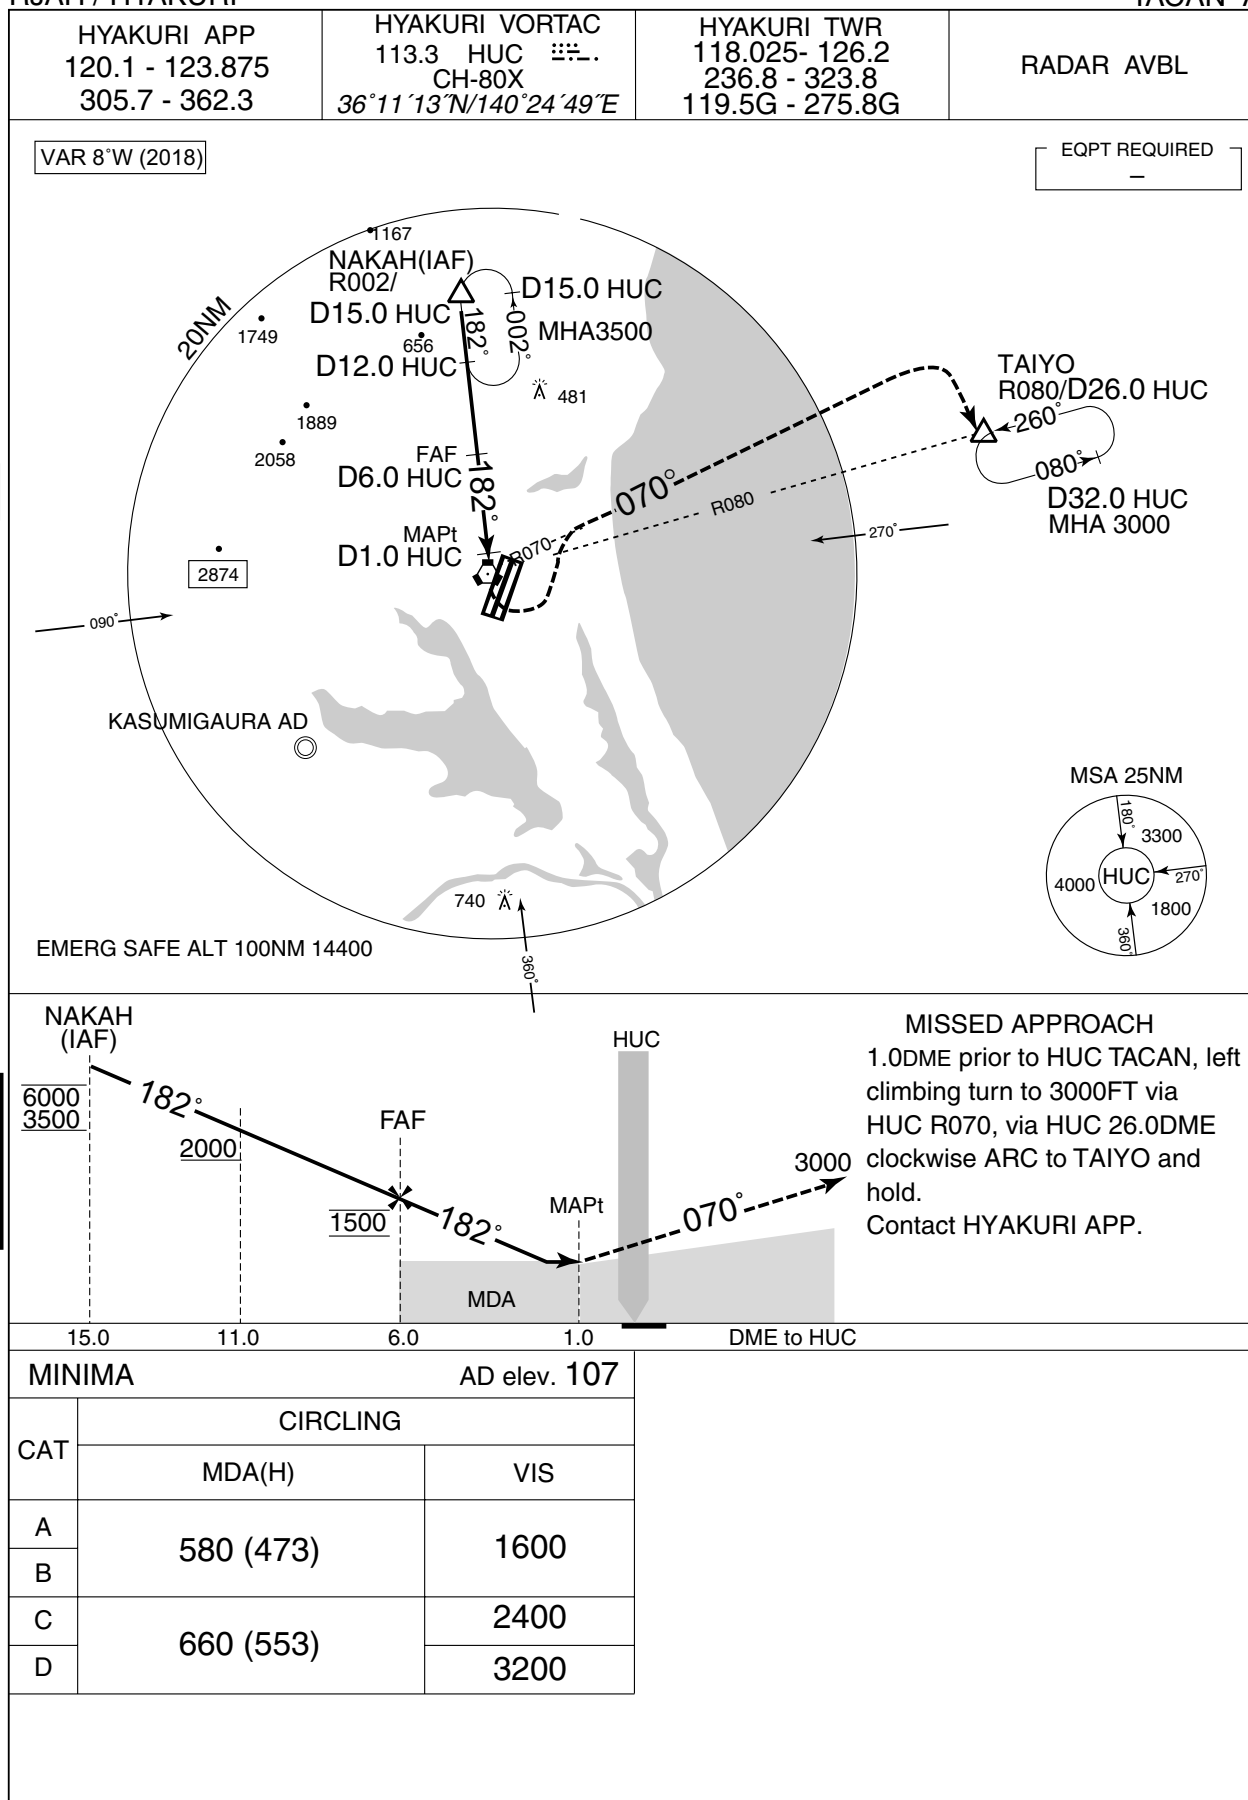 HYAKURI APP
120.1 - 123.875
305.7 - 362.3
HYAKURI VORTAC
113.3 HUC
CH-80X
36°11´13˝N/140°24´49˝E
HYAKURI TWR
118.025- 126.2
236.8 - 323.8
119.5G - 275.8G
RADAR AVBL
VAR 8°W (2018)
EQPT REQUIRED
–
20NM
1167
NAKAH(IAF)
R002/
D15.0 HUC
D15.0 HUC
182°
002°
MHA3500
1749
656
D12.0 HUC
481
1889
2058
FAF
D6.0 HUC
182°
MAPt
D1.0 HUC
R070
070°
R080
TAIYO
R080/D26.0 HUC
260°
080°
D32.0 HUC
MHA 3000
270°
2874
090°
KASUMIGAURA AD
740
360°
EMERG SAFE ALT 100NM 14400
MSA 25NM
180°
3300
4000
HUC
270°
1800
360°
NAKAH
(IAF)
6000
3500
182°
2000
FAF
1500
182°
MAPt
HUC
070°
3000
MDA
15.0
11.0
6.0
1.0
DME to HUC
MISSED APPROACH
1.0DME prior to HUC TACAN, left
climbing turn to 3000FT via
HUC R070, via HUC 26.0DME
clockwise ARC to TAIYO and
hold.
Contact HYAKURI APP.
MINIMA AD elev. 107
CAT
CIRCLING
MDA(H) VIS
A
B
580 (473) 1600
C
D
660 (553)
2400
3200